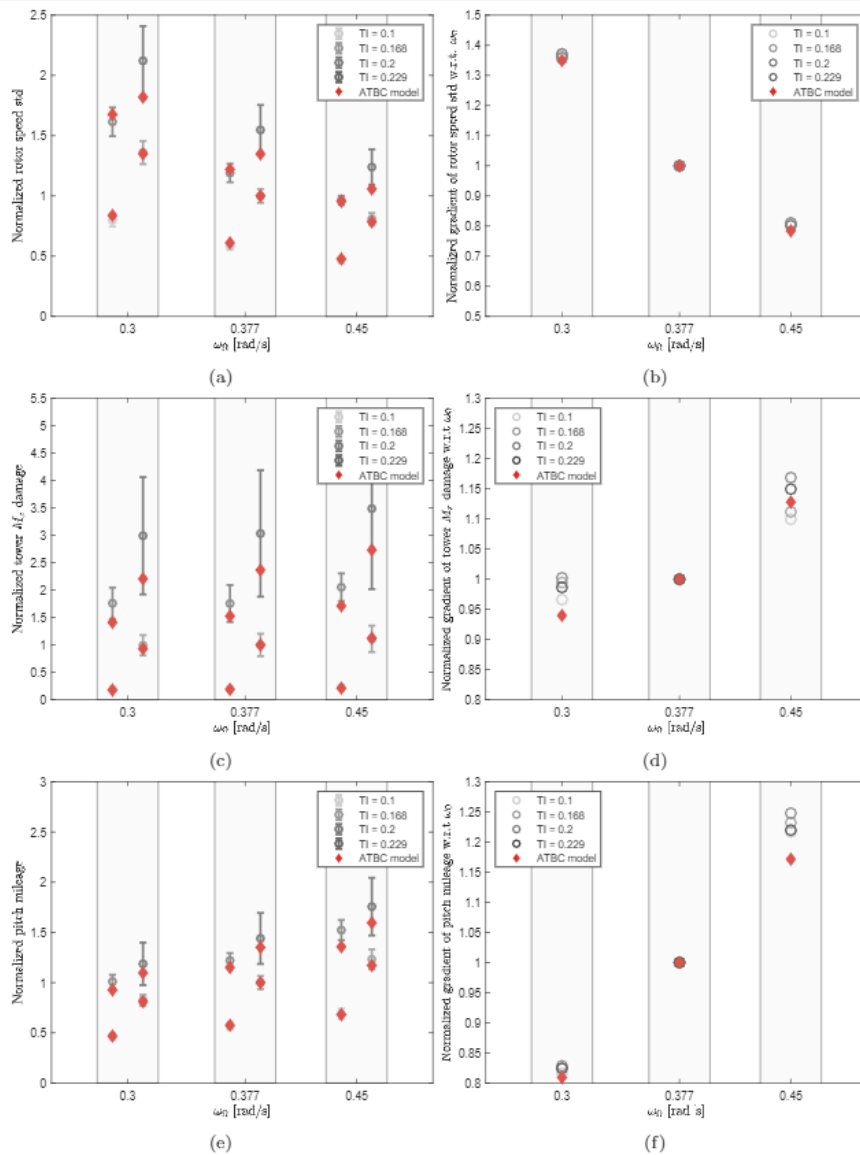 2.5
2
1.5
1
0.5
0
Normalized rotor speed std
TI = 0.1
TI = 0.168
TI = 0.2
TI = 0.229
ATBC model
0.3
0.377
0.45
ωΩ [rad/s]
(a)
1.5
1.4
1.3
1.2
1.1
1
0.9
0.8
0.7
0.6
0.5
Normalized gradient of rotor speed std w.r.t. ωΩ
TI = 0.1
TI = 0.168
TI = 0.2
TI = 0.229
ATBC model
0.3
0.377
0.45
ωΩ [rad/s]
(b)
5.5
5
4.5
4
3.5
3
2.5
2
1.5
1
0.5
0
Normalized tower damage
TI = 0.1
TI = 0.168
TI = 0.2
TI = 0.229
ATBC model
0.3
0.377
0.45
ωΩ [rad/s]
(c)
1.3
1.25
1.2
1.15
1.1
1.05
1
0.95
0.9
0.85
0.8
Normalized gradient of tower damage w.r.t ωΩ
TI = 0.1
TI = 0.168
TI = 0.2
TI = 0.229
ATBC model
0.3
0.377
0.45
ωΩ [rad/s]
(d)
3
2.5
2
1.5
1
0.5
0
Normalized pitch mileage
TI = 0.1
TI = 0.168
TI = 0.2
TI = 0.229
ATBC model
0.3
0.377
0.45
ωΩ [rad/s]
(e)
1.3
1.25
1.2
1.15
1.1
1.05
1
0.95
0.9
0.85
0.8
Normalized gradient of pitch mileage w.r.t ωΩ
TI = 0.1
TI = 0.168
TI = 0.2
TI = 0.229
ATBC model
0.3
0.377
0.45
ωΩ [rad s]
(f)